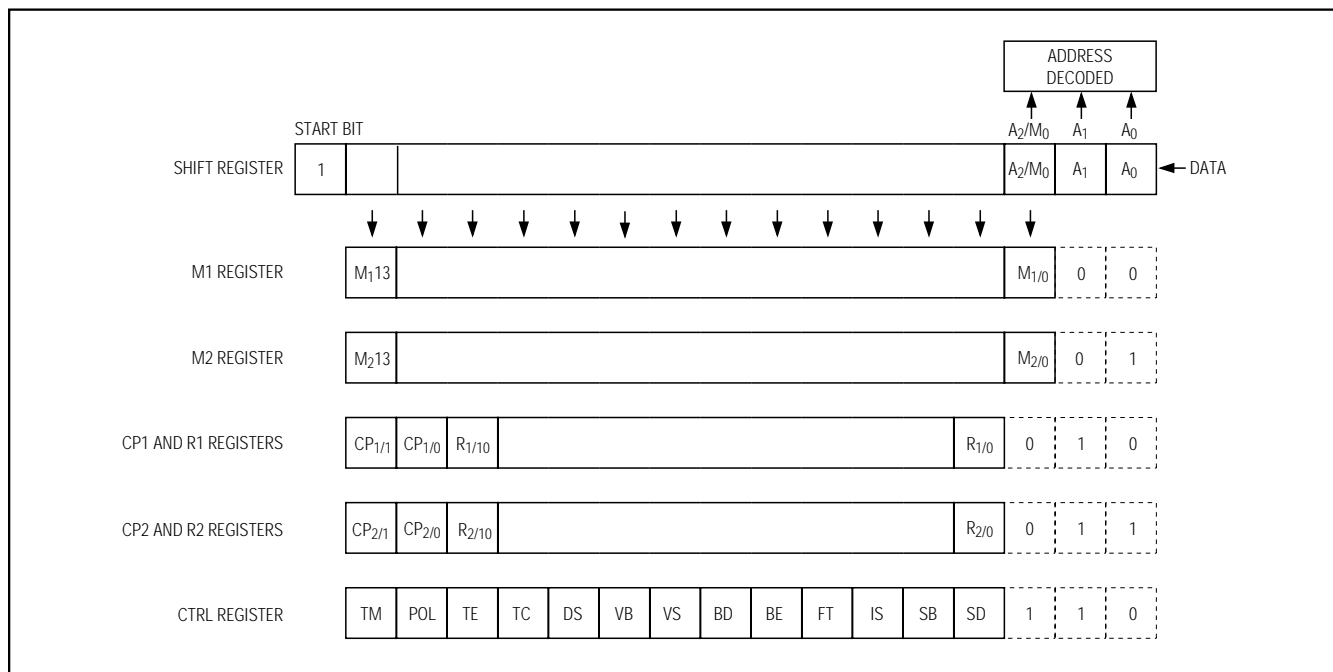 ADDRESS
DECODED
START BIT A2/M0 A1 A0
SHIFT REGISTER 1 A2/M0 A1 A0 DATA
M1 REGISTER M113 M1/0 0 0
M2 REGISTER M213 M2/0 0 1
CP1 AND R1 REGISTERS CP1/1 CP1/0 R1/10 R1/0 0 1 0
CP2 AND R2 REGISTERS CP2/1 CP2/0 R2/10 R2/0 0 1 1
CTRL REGISTER TM POL TE TC DS VB VS BD BE FT IS SB SD 1 1 0